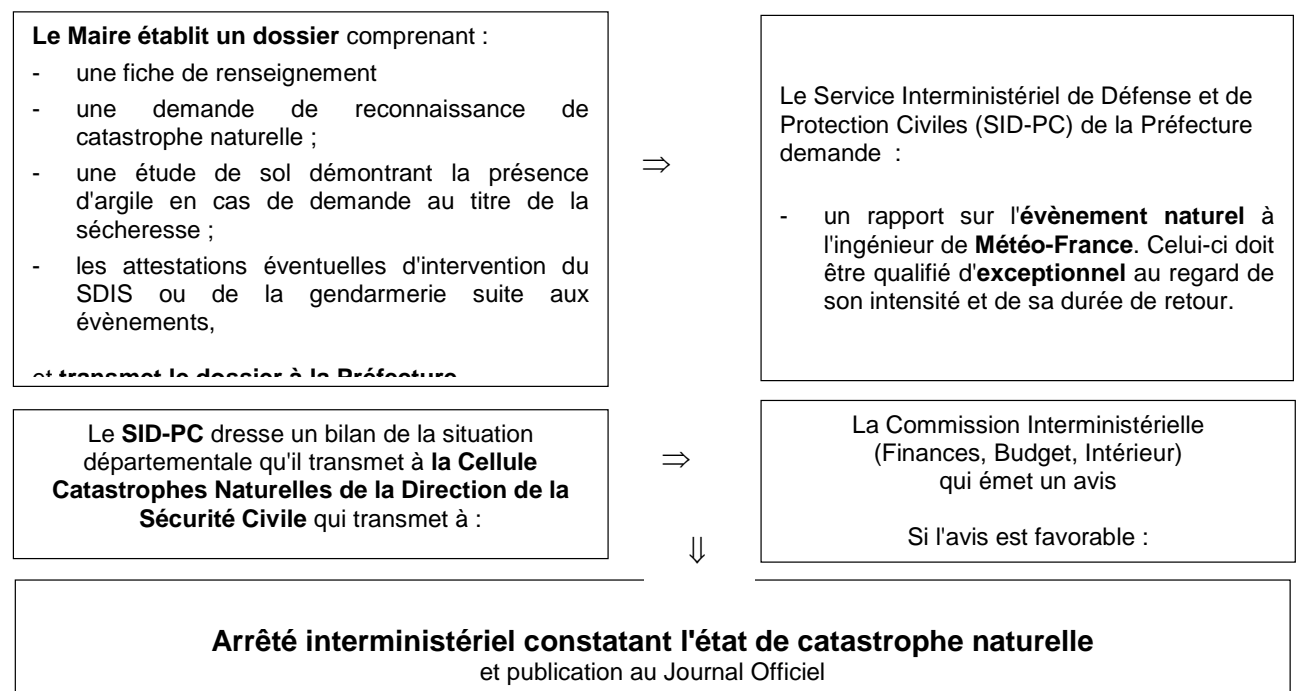 Le Maire établit un dossier comprenant :
- une fiche de renseignement
- une demande de reconnaissance de
catastrophe naturelle ;
- une étude de sol démontrant la présence
d'argile en cas de demande au titre de la
sécheresse ;
- les attestations éventuelles d'intervention du
SDIS ou de la gendarmerie suite aux
évènements,
et transmet le dossier à la Préfecture
⇒
Le Service Interministériel de Défense et de
Protection Civiles (SID-PC) de la Préfecture
demande :
- un rapport sur l'évènement naturel à
l'ingénieur de Météo-France. Celui-ci doit
être qualifié d'exceptionnel au regard de
son intensité et de sa durée de retour.
Le SID-PC dresse un bilan de la situation
départementale qu'il transmet à la Cellule
Catastrophes Naturelles de la Direction de la
Sécurité Civile qui transmet à :
⇒
La Commission Interministérielle
(Finances, Budget, Intérieur)
qui émet un avis
Si l'avis est favorable :
⇓
Arrêté interministériel constatant l'état de catastrophe naturelle
et publication au Journal Officiel